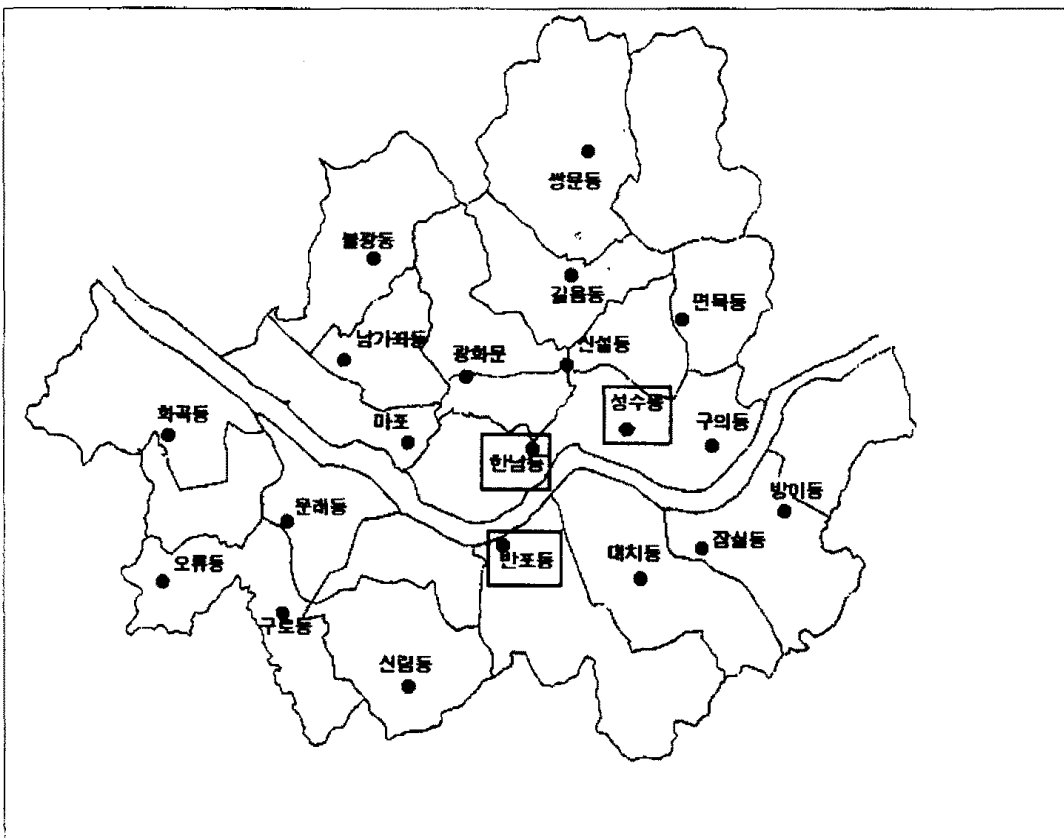 쌍문동
불광동
길음동
면목동
남가좌동
광화문
신설동
성수동
화곡동
마포
구의동
한남동
방이동
문래동
잠실동
반포동
대치동
오류동
구로동
신림동